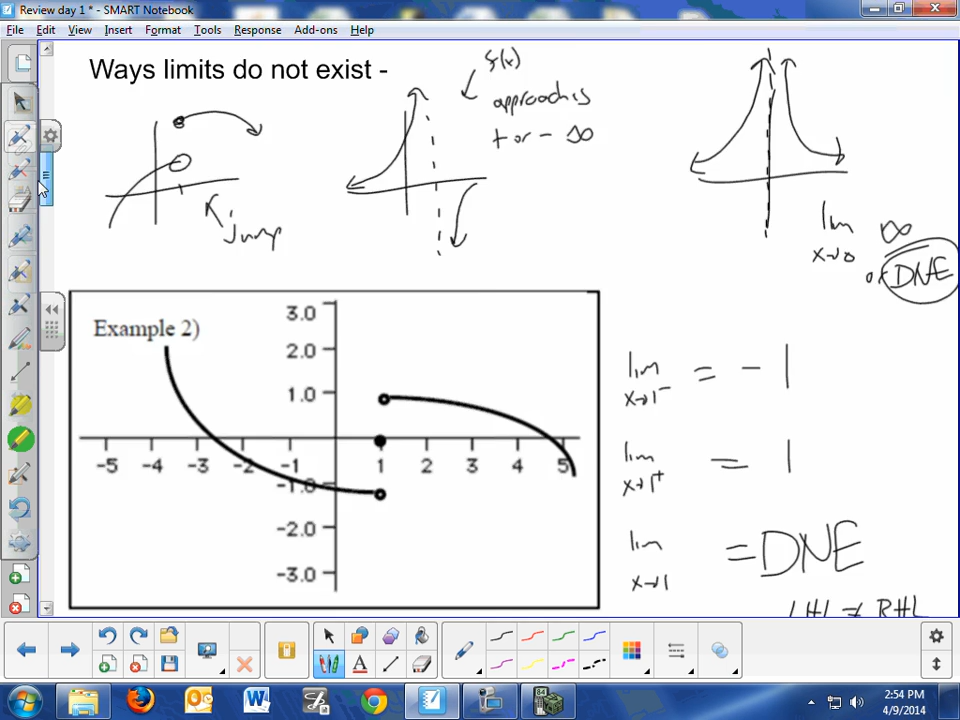 Review day 1 * - SMART Notebook
File Edit View Insert Format Tools Response Add-ons Help
Ways limits do not exist -
f(x)
approaches
+ or - ∞
jump
lim
x→0
∞
or DNE
Example 2)
3.0
2.0
1.0
-5 -4 -3 -2 -1 1 2 3 4 5
-1.0
-2.0
-3.0
lim = -1
x→1⁻
lim = 1
x→1⁺
lim = DNE
x→1
LHL ≠ RHL
2:54 PM
4/9/2014